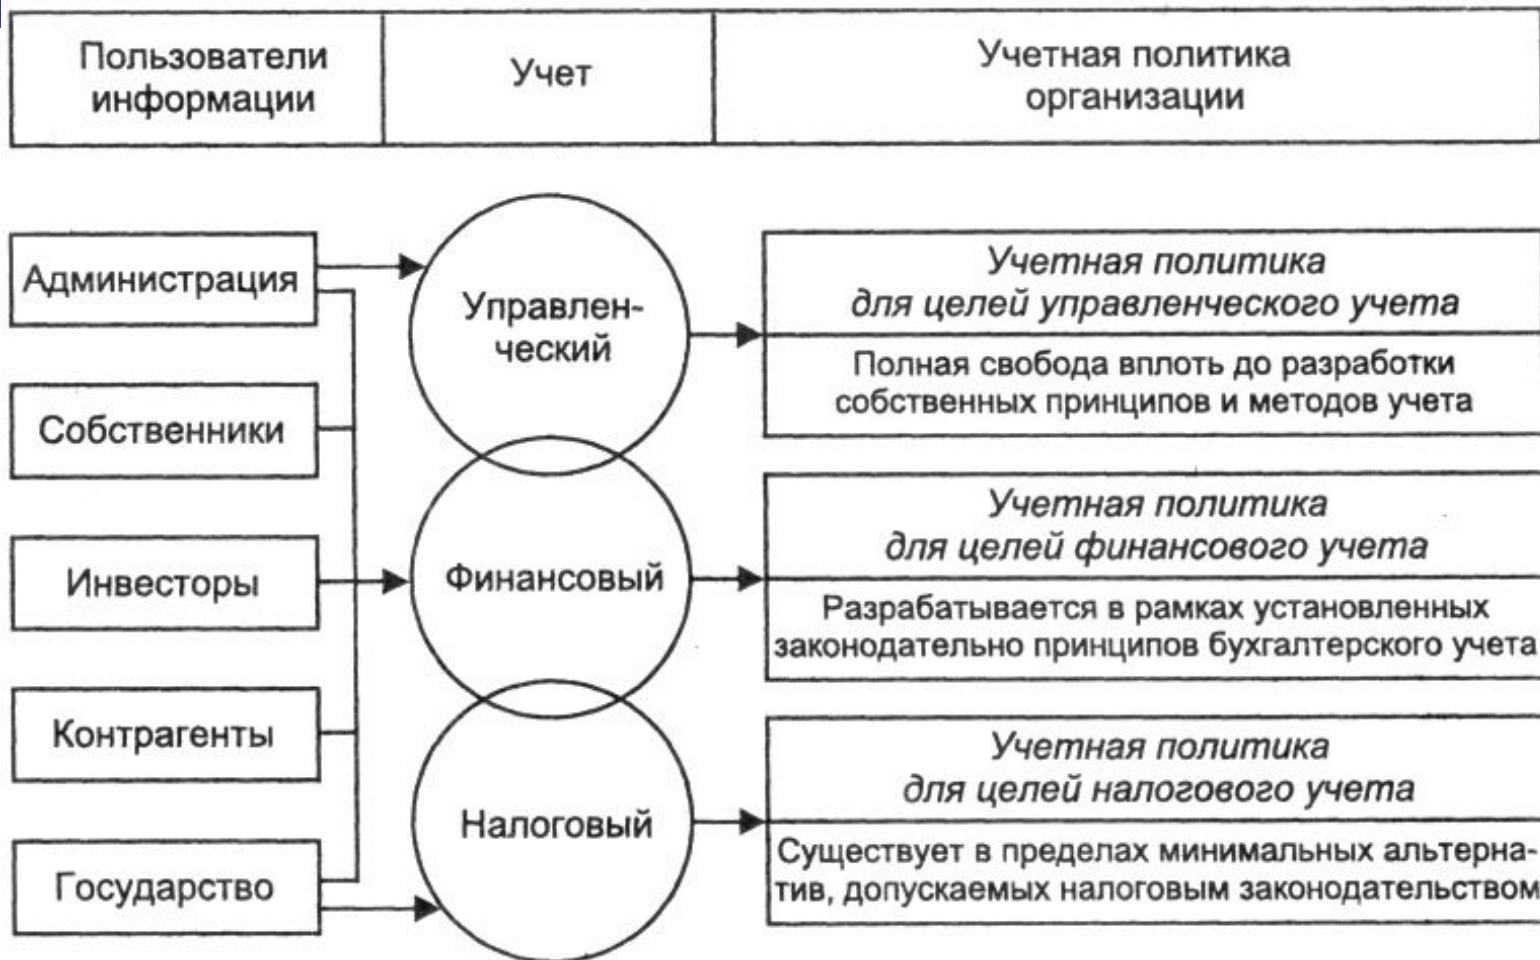 Пользователи
информации
Учет
Учетная политика
организации
Администрация
Собственники
Инвесторы
Контрагенты
Государство
Управлен-
ческий
Финансовый
Налоговый
Учетная политика
для целей управленческого учета
Полная свобода вплоть до разработки
собственных принципов и методов учета
Учетная политика
для целей финансового учета
Разрабатывается в рамках установленных
законодательно принципов бухгалтерского учета
Учетная политика
для целей налогового учета
Существует в пределах минимальных альтерна-
тив, допускаемых налоговым законодательством